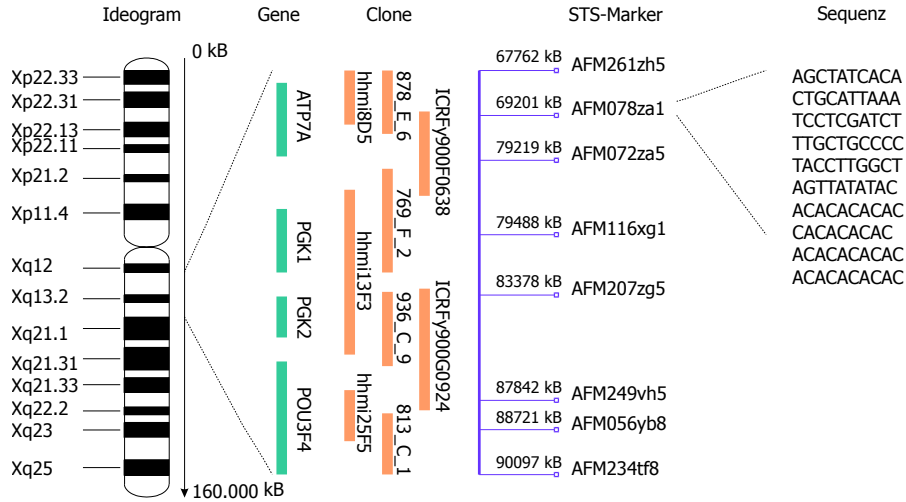 Ideogram
Gene
Clone
STS-Marker
Sequenz
0 kB
Xp22.33
Xp22.31
Xp22.13
Xp22.11
Xp21.2
Xp11.4
Xq12
Xq13.2
Xq21.1
Xq21.31
Xq21.33
Xq22.2
Xq23
Xq25
160.000 kB
ATP7A
PGK1
PGK2
POU3F4
hhmi8D5
hhmi13F3
hhmi25F5
878_E_6
769_F_2
936_C_9
813_C_1
ICRFy900F0638
ICRFy900G0924
67762 kB AFM261zh5
69201 kB AFM078za1
79219 kB AFM072za5
79488 kB AFM116xg1
83378 kB AFM207zg5
87842 kB AFM249vh5
88721 kB AFM056yb8
90097 kB AFM234tf8
AGCTATCACA
CTGCATTAAA
TCCTCGATCT
TTGCTGCCCC
TACCTTGGCT
AGTTATATAC
ACACACACAC
CACACACAC
ACACACACAC
ACACACACAC